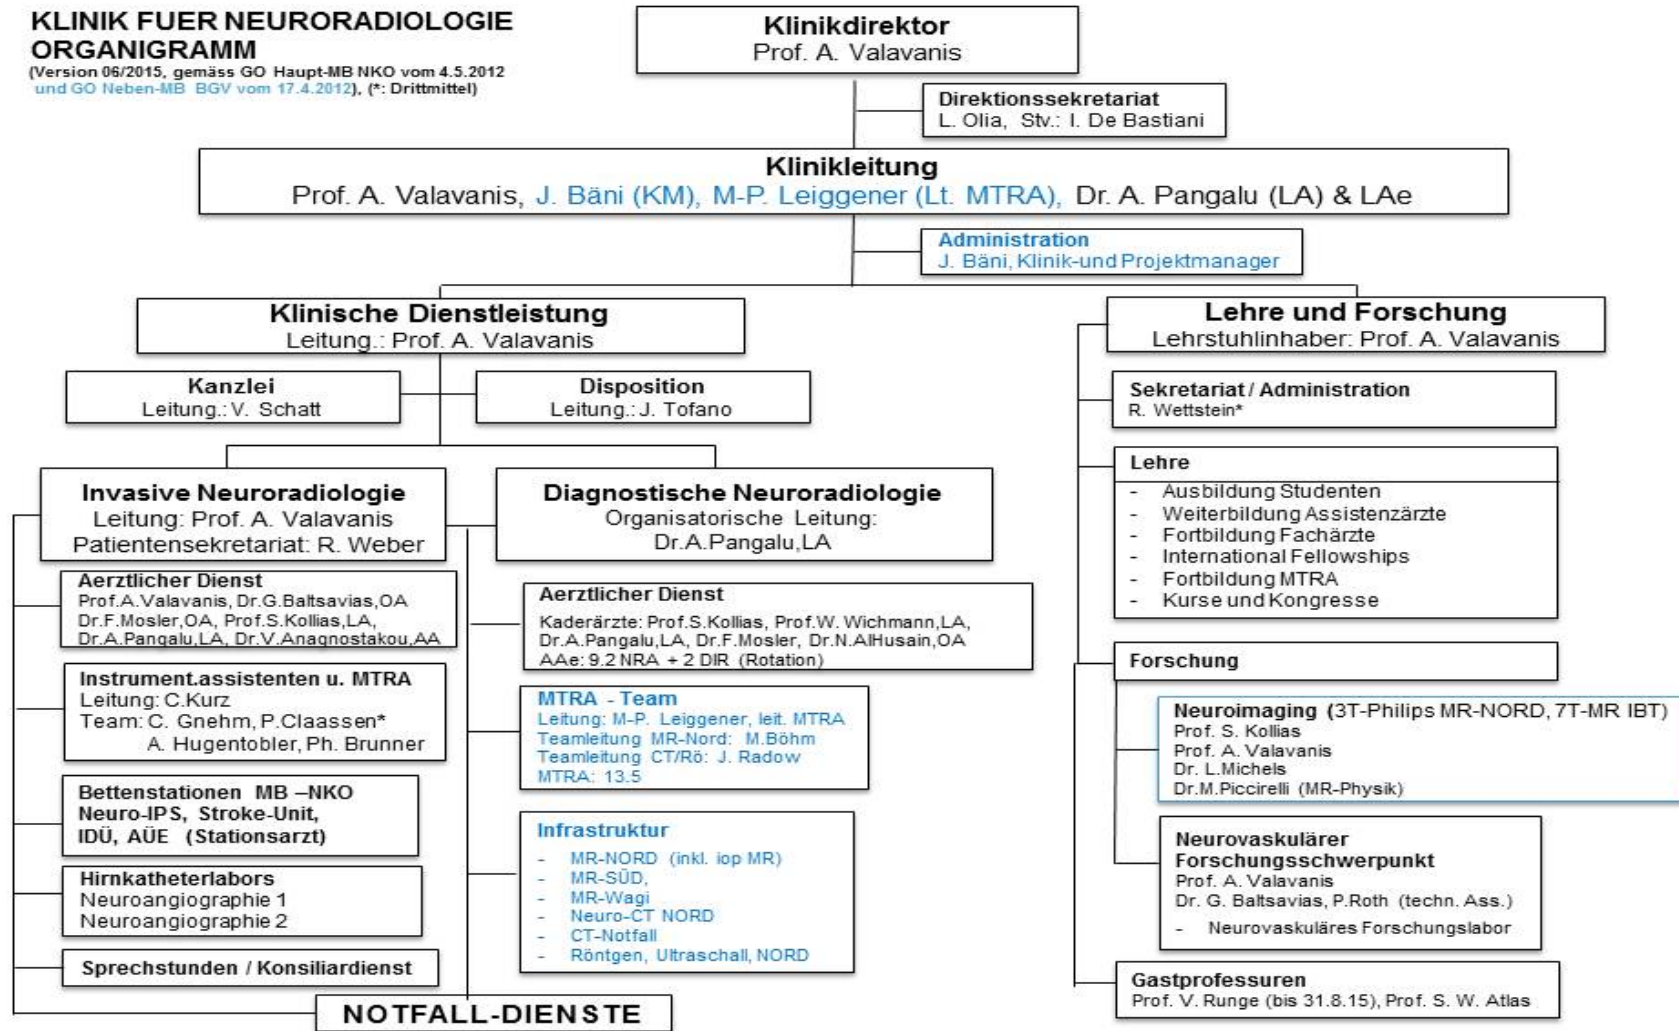 KLINIK FUER NEURORADIOLOGIE
ORGANIGRAMM
(Version 06/2015, gemäss GO Haupt-MB NKO vom 4.5.2012
und GO Neben-MB BGV vom 17.4.2012), (*: Drittmittel)
Klinikdirektor
Prof. A. Valavanis
Direktionssekretariat
L. Olia, Stv.: I. De Bastiani
Klinikleitung
Prof. A. Valavanis, J. Bäni (KM), M-P. Leiggener (Lt. MTRA), Dr. A. Pangalu (LA) & LAe
Administration
J. Bäni, Klinik-und Projektmanager
Klinische Dienstleistung
Leitung.: Prof. A. Valavanis
Kanzlei
Leitung.: V. Schatt
Disposition
Leitung.: J. Tofano
Invasive Neuroradiologie
Leitung: Prof. A. Valavanis
Patientensekretariat: R. Weber
Aerztlicher Dienst
Prof.A.Valavanis, Dr.G.Baltsavias,OA
Dr.F.Mosler,OA, Prof.S.Kollias,LA,
Dr.A.Pangalu,LA, Dr.V.Anagnostakou,AA
Instrument.assistenten u. MTRA
Leitung: C.Kurz
Team: C. Gnehm, P.Claassen*
A. Hugentobler, Ph. Brunner
Bettenstationen MB –NKO
Neuro-IPS, Stroke-Unit,
IDÜ, AÜE (Stationsarzt)
Hirnkatheterlabors
Neuroangiographie 1
Neuroangiographie 2
Sprechstunden / Konsiliardienst
Diagnostische Neuroradiologie
Organisatorische Leitung:
Dr.A.Pangalu,LA
Aerztlicher Dienst
Kaderärzte: Prof.S.Kollias, Prof.W. Wichmann,LA,
Dr.A.Pangalu,LA, Dr.F.Mosler, Dr.N.AlHusain,OA
AAe: 9.2 NRA + 2 DIR (Rotation)
MTRA - Team
Leitung: M-P. Leiggener, leit. MTRA
Teamleitung MR-Nord: M.Böhm
Teamleitung CT/Rö: J. Radow
MTRA: 13.5
Infrastruktur
- MR-NORD (inkl. iop MR)
- MR-SÜD,
- MR-Wagi
- Neuro-CT NORD
- CT-Notfall
- Röntgen, Ultraschall, NORD
NOTFALL-DIENSTE
Lehre und Forschung
Lehrstuhlinhaber: Prof. A. Valavanis
Sekretariat / Administration
R. Wettstein*
Lehre
- Ausbildung Studenten
- Weiterbildung Assistenzärzte
- Fortbildung Fachärzte
- International Fellowships
- Fortbildung MTRA
- Kurse und Kongresse
Forschung
Neuroimaging (3T-Philips MR-NORD, 7T-MR IBT)
Prof. S. Kollias
Prof. A. Valavanis
Dr. L.Michels
Dr.M.Piccirelli (MR-Physik)
Neurovaskulärer
Forschungsschwerpunkt
Prof. A. Valavanis
Dr. G. Baltsavias, P.Roth (techn. Ass.)
- Neurovaskuläres Forschungslabor
Gastprofessuren
Prof. V. Runge (bis 31.8.15), Prof. S. W. Atlas